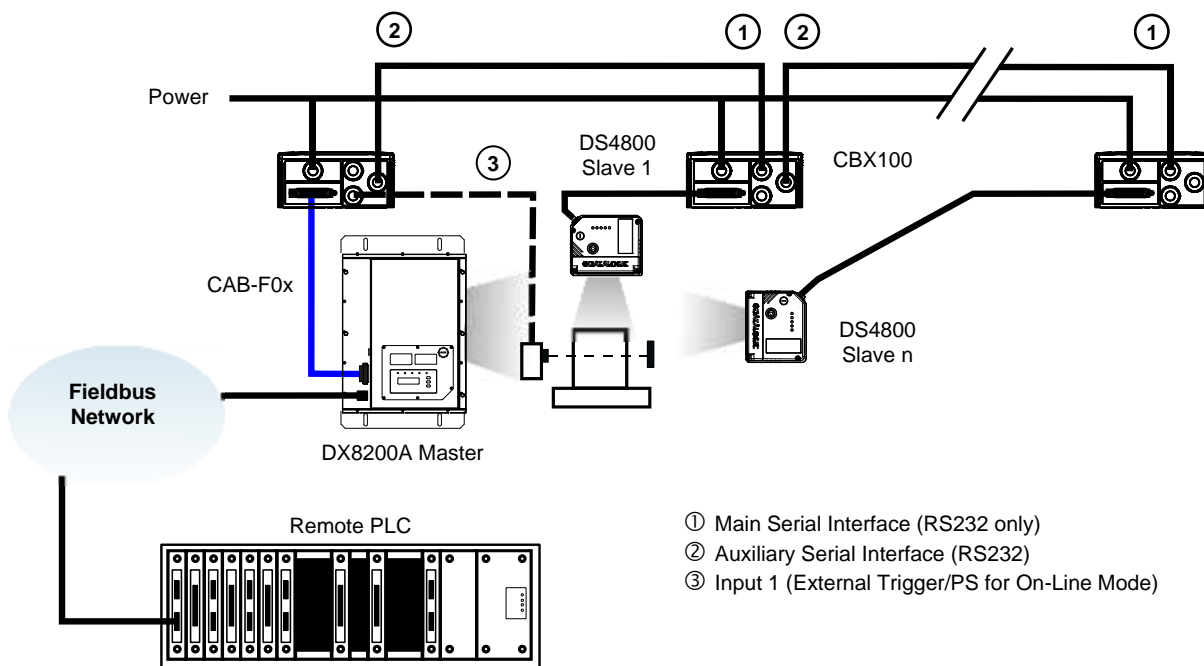 ② ① ② ①
Power
DS4800
Slave 1
CBX100
③
CAB-F0x
DS4800
Slave n
Fieldbus
Network
DX8200A Master
Remote PLC
① Main Serial Interface (RS232 only)
② Auxiliary Serial Interface (RS232)
③ Input 1 (External Trigger/PS for On-Line Mode)